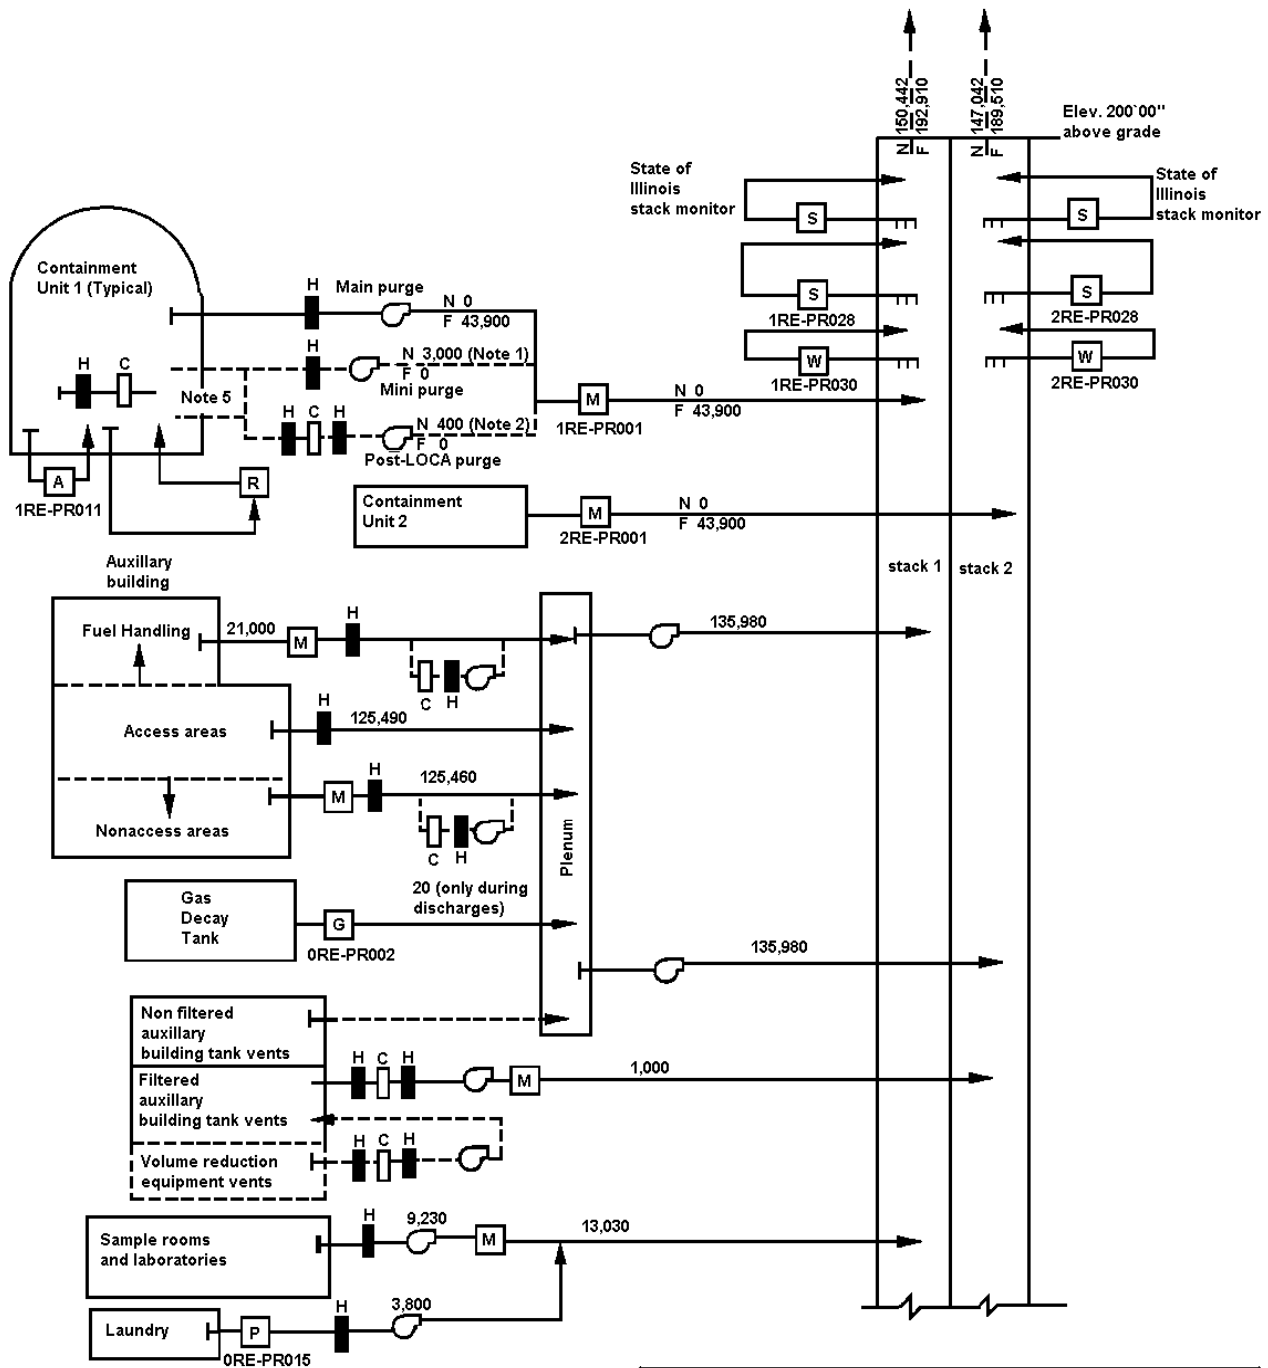 N 150,442
F 192,910
N 147,042
F 189,510
Elev. 200`00"
above grade
State of
Illinois
stack monitor
State of
Illinois
stack monitor
S
S
S
1RE-PR028
S
2RE-PR028
W
1RE-PR030
W
2RE-PR030
Containment
Unit 1 (Typical)
H
Main purge
N 0
F 43,900
H
N 3,000 (Note 1)
F 0
Mini purge
H
C
Note 5
H
C
H
N 400 (Note 2)
F 0
Post-LOCA purge
M
1RE-PR001
N 0
F 43,900
A
1RE-PR011
R
Containment
Unit 2
M
2RE-PR001
N 0
F 43,900
stack 1
stack 2
Auxillary
building
Fuel Handling
21,000
M
H
C
H
135,980
Access areas
H
125,490
Nonaccess areas
M
H
125,460
C
H
Plenum
Gas
Decay
Tank
G
0RE-PR002
20 (only during
discharges)
135,980
Non filtered
auxillary
building tank vents
Filtered
auxillary
building tank vents
H
C
H
M
1,000
Volume reduction
equipment vents
H
C
H
Sample rooms
and laboratories
H
9,230
M
13,030
Laundry
P
0RE-PR015
H
3,800